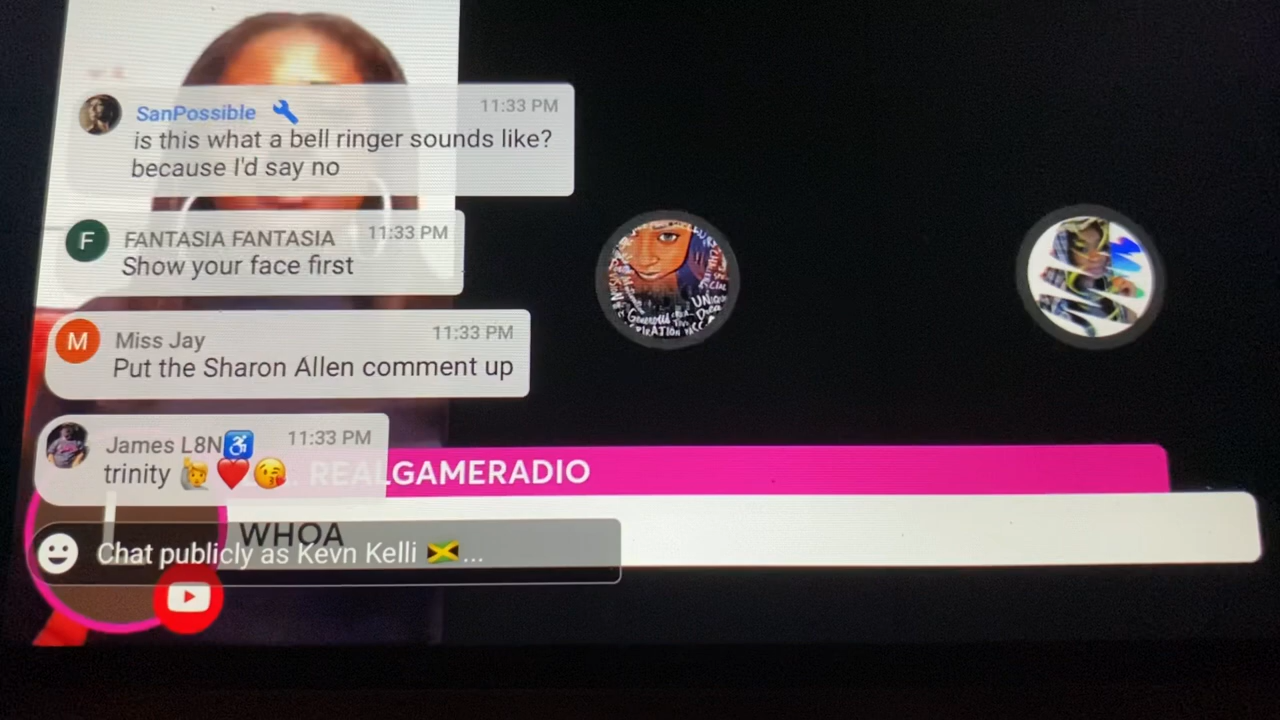 SanPossible 🔧 11:33 PM
is this what a bell ringer sounds like?
because I'd say no
F
FANTASIA FANTASIA 11:33 PM
Show your face first
M
Miss Jay 11:33 PM
Put the Sharon Allen comment up
James L8N♿ 11:33 PM
trinity 🙋❤️😘
REALGAMERADIO
WHOA
Chat publicly as Kevn Kelli 🇯🇲...
UNIQUE